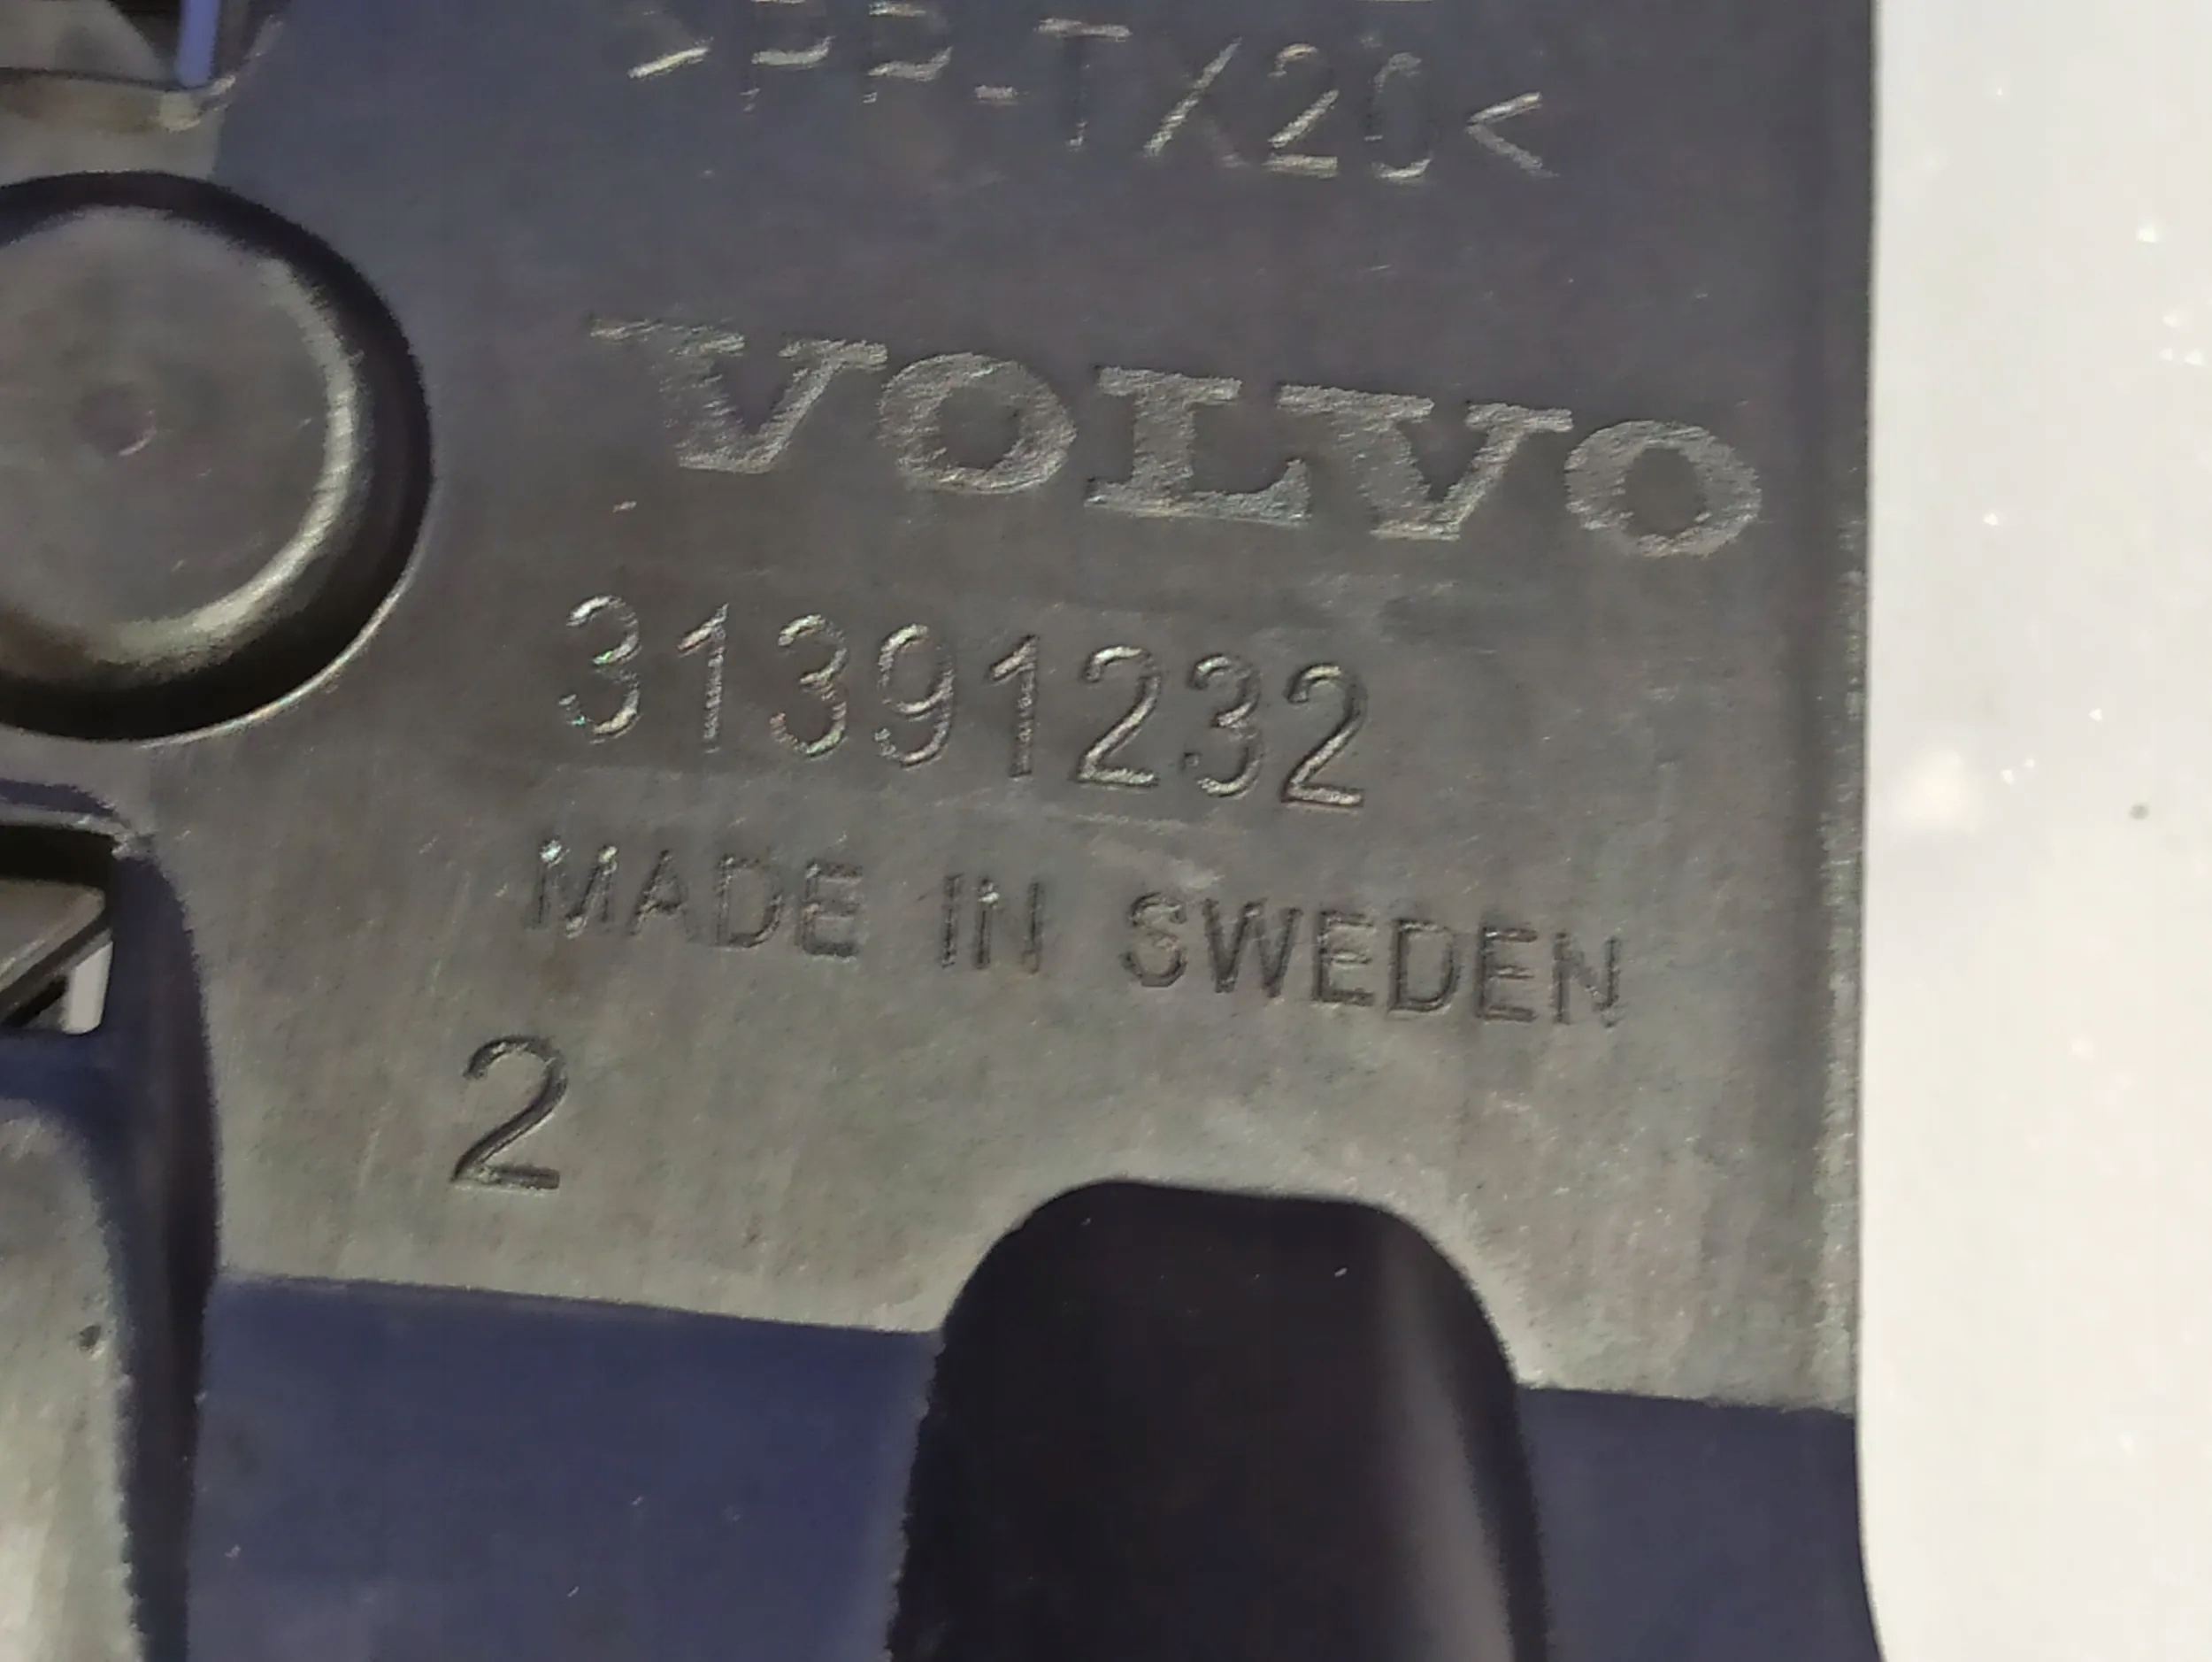 >PP-TX20<
VOLVO
31391232
MADE IN SWEDEN
2